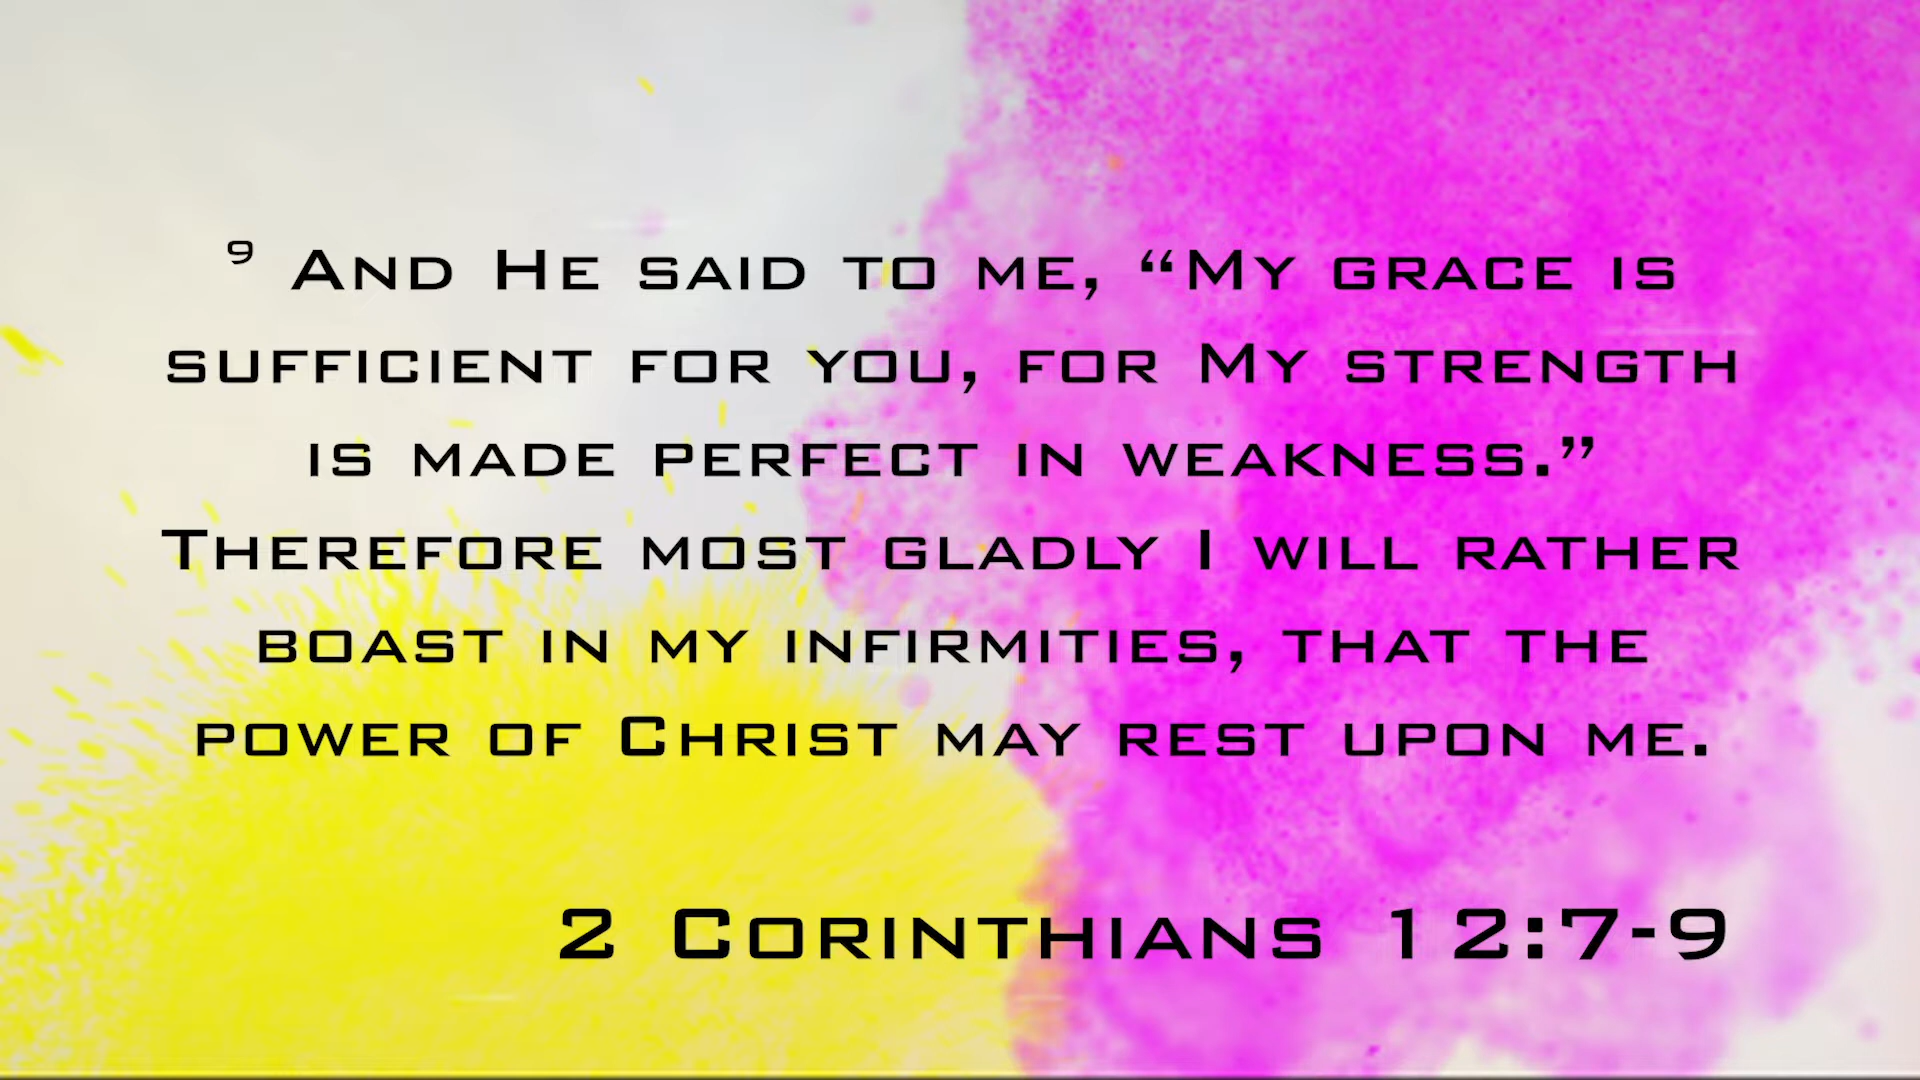 ⁹ And He said to me, “My grace is
sufficient for you, for My strength
is made perfect in weakness.”
Therefore most gladly I will rather
boast in my infirmities, that the
power of Christ may rest upon me.
2 Corinthians 12:7-9